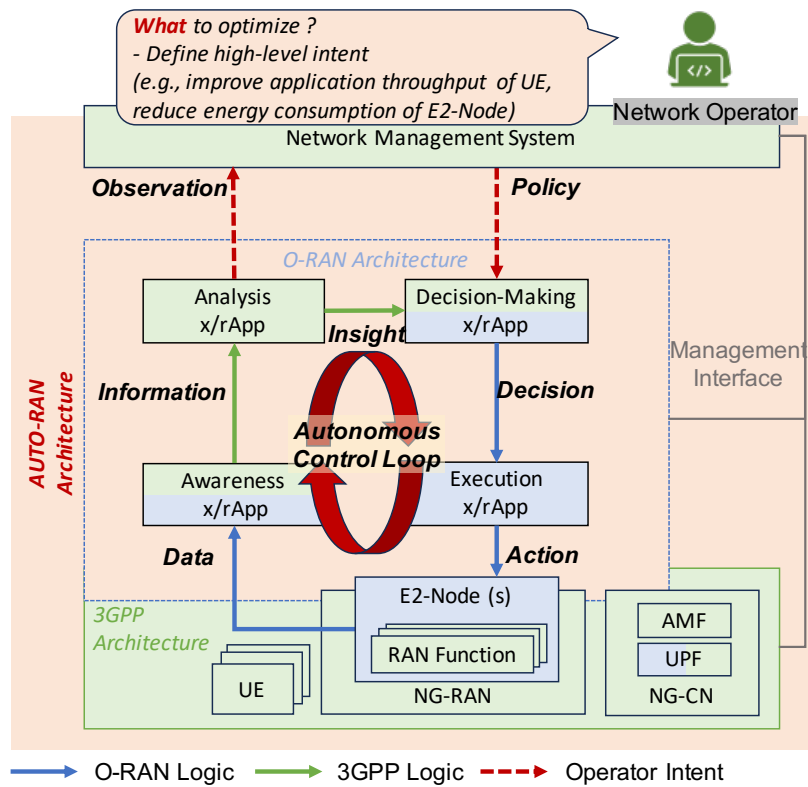 What to optimize ?
- Define high-level intent
(e.g., improve application throughput of UE,
reduce energy consumption of E2-Node)
Network Operator
Network Management System
Observation
Policy
O-RAN Architecture
Analysis
x/rApp
Decision-Making
x/rApp
Insight
Management
Interface
Information
Decision
AUTO-RAN
Architecture
Autonomous
Control Loop
Awareness
x/rApp
Execution
x/rApp
Data
Action
3GPP
Architecture
E2-Node (s)
RAN Function
NG-RAN
UE
AMF
UPF
NG-CN
O-RAN Logic
3GPP Logic
Operator Intent